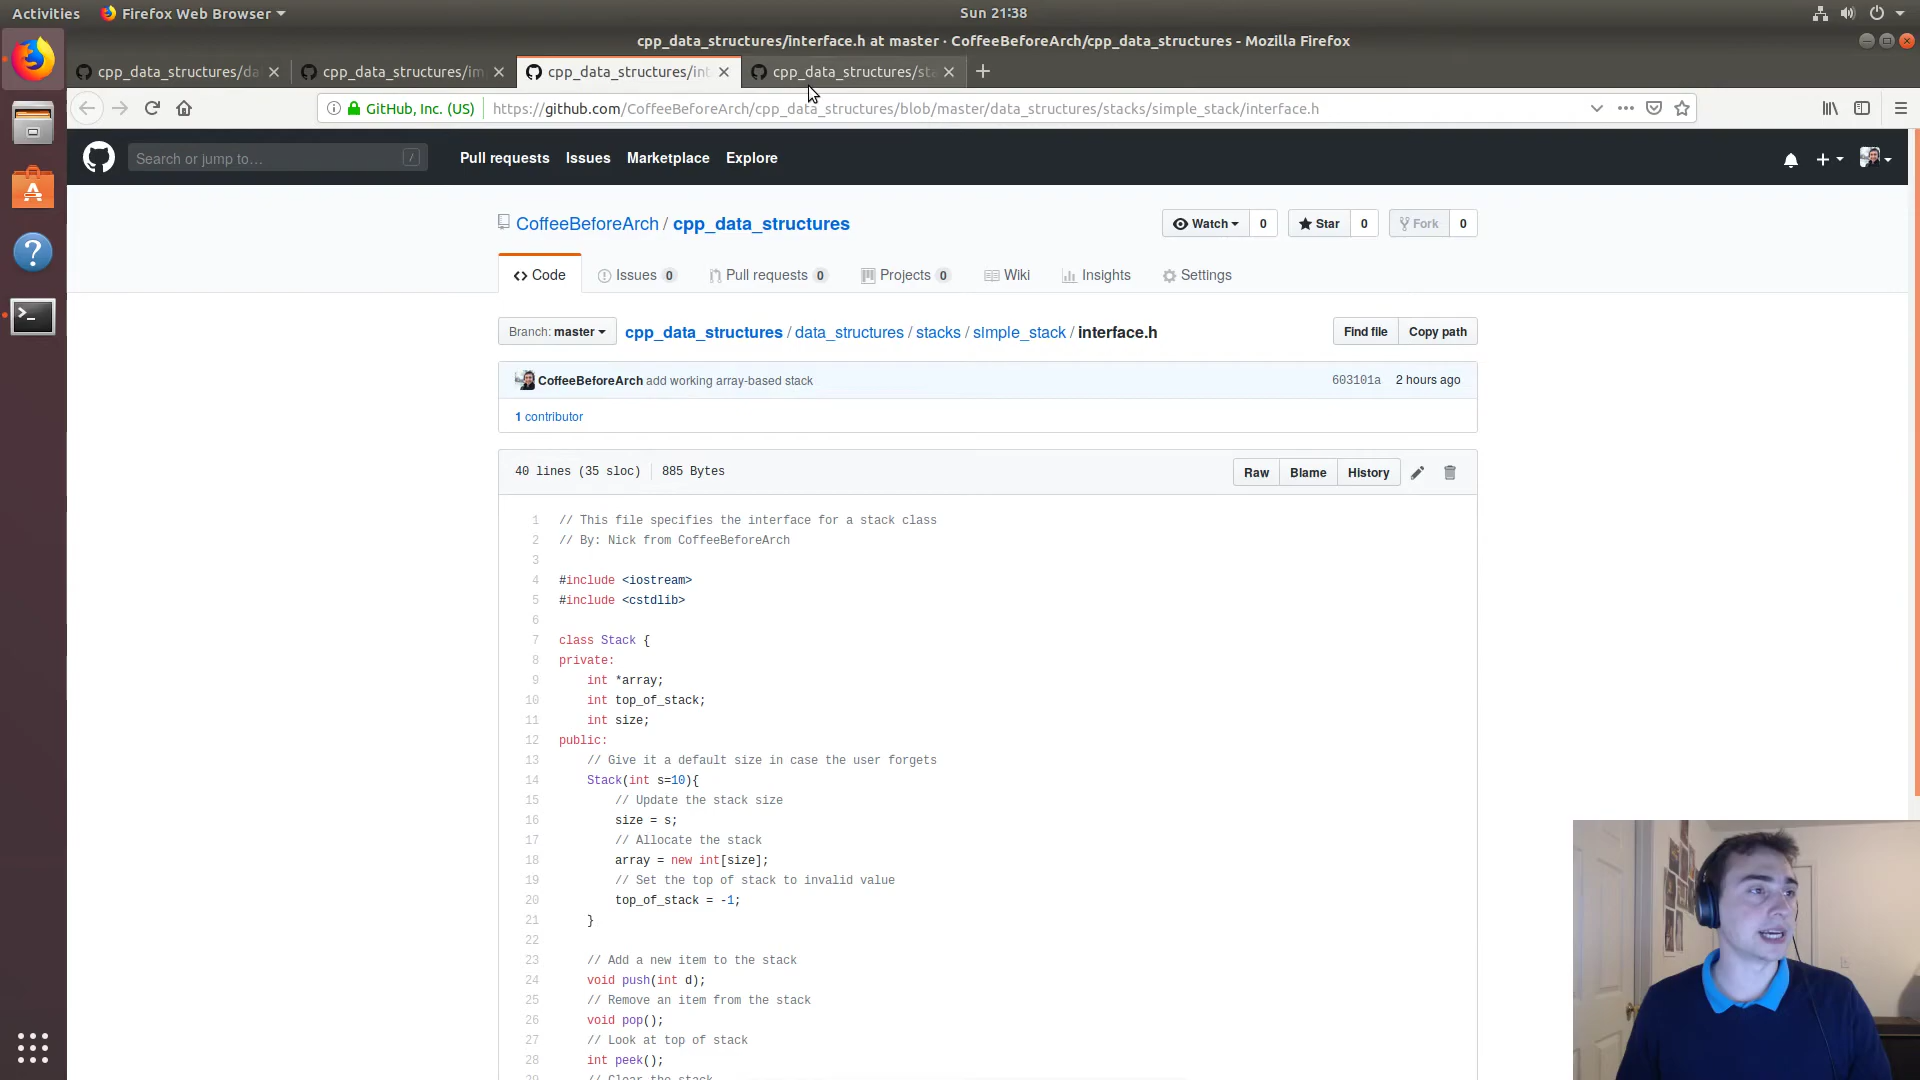 Activities Firefox Web Browser Sun 21:38
cpp_data_structures/interface.h at master · CoffeeBeforeArch/cpp_data_structures - Mozilla Firefox
cpp_data_structures/da cpp_data_structures/im cpp_data_structures/int cpp_data_structures/sta
GitHub, Inc. (US) https://github.com/CoffeeBeforeArch/cpp_data_structures/blob/master/data_structures/stacks/simple_stack/interface.h
Search or jump to… / Pull requests Issues Marketplace Explore
CoffeeBeforeArch / cpp_data_structures Watch 0 Star 0 Fork 0
Code Issues 0 Pull requests 0 Projects 0 Wiki Insights Settings
Branch: master cpp_data_structures / data_structures / stacks / simple_stack / interface.h Find file Copy path
CoffeeBeforeArch add working array-based stack 603101a 2 hours ago
1 contributor
40 lines (35 sloc) 885 Bytes Raw Blame History
1 // This file specifies the interface for a stack class
2 // By: Nick from CoffeeBeforeArch
3
4 #include <iostream>
5 #include <cstdlib>
6
7 class Stack {
8 private:
9 int *array;
10 int top_of_stack;
11 int size;
12 public:
13 // Give it a default size in case the user forgets
14 Stack(int s=10){
15 // Update the stack size
16 size = s;
17 // Allocate the stack
18 array = new int[size];
19 // Set the top of stack to invalid value
20 top_of_stack = -1;
21 }
22
23 // Add a new item to the stack
24 void push(int d);
25 // Remove an item from the stack
26 void pop();
27 // Look at top of stack
28 int peek();
29 // Clear the stack